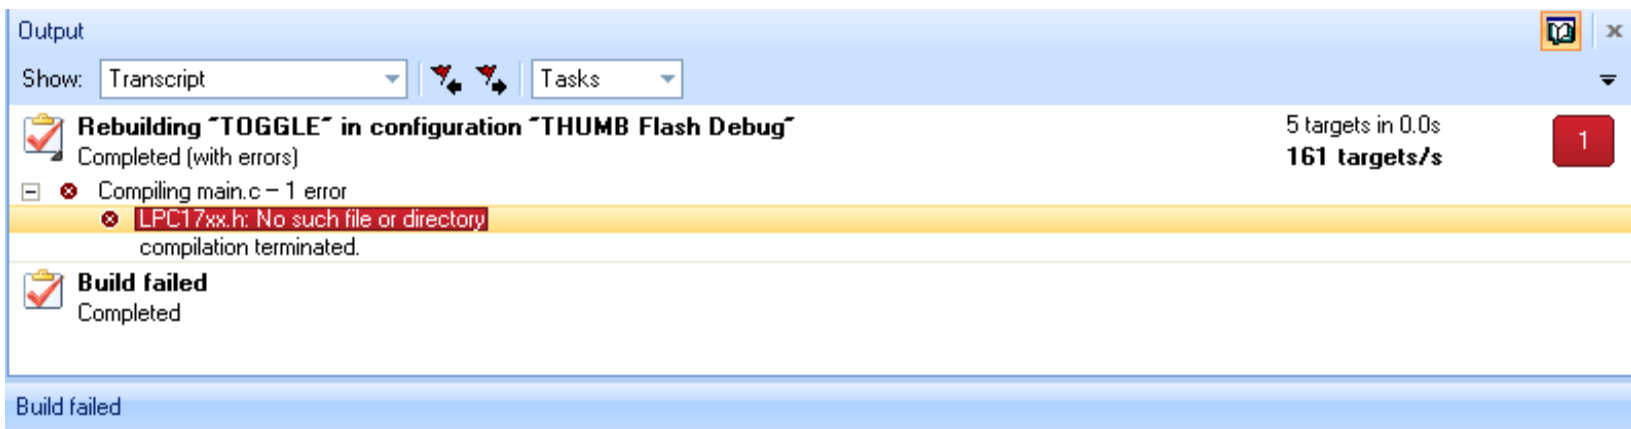 Output
Show: Transcript Tasks
Rebuilding "TOGGLE" in configuration "THUMB Flash Debug" 5 targets in 0.0s 1
Completed (with errors) 161 targets/s
Compiling main.c – 1 error
LPC17xx.h: No such file or directory
compilation terminated.
Build failed
Completed
Build failed